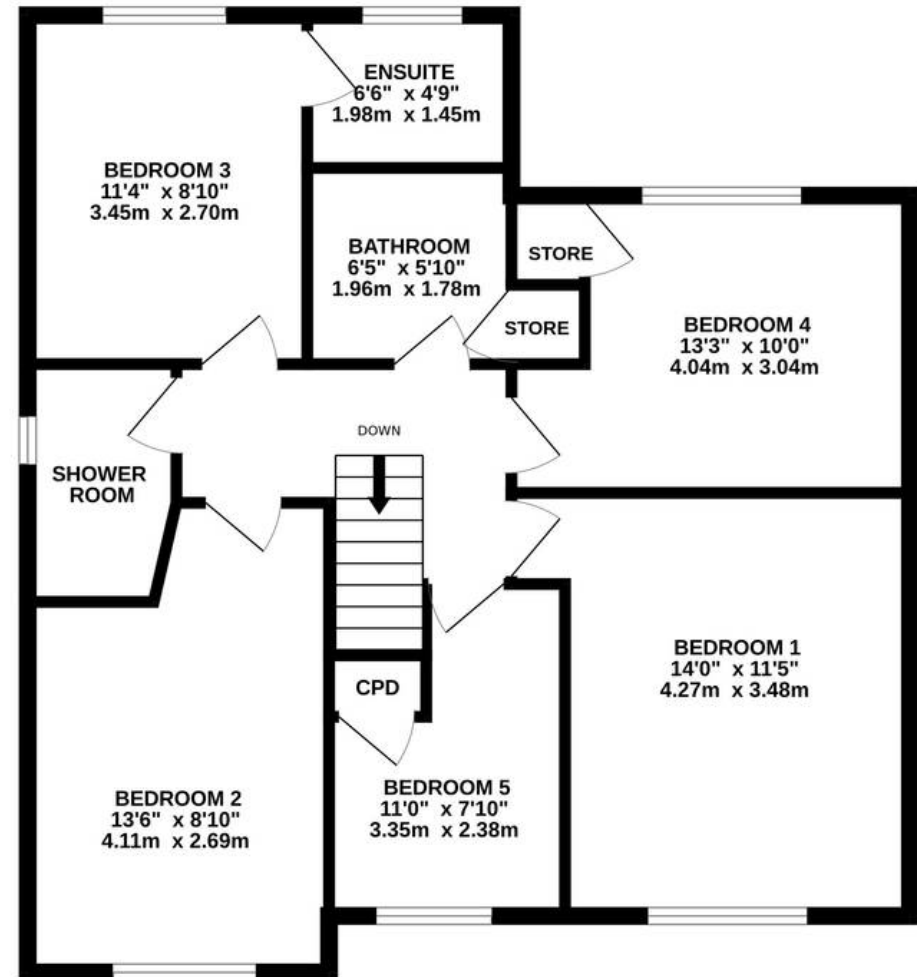 ENSUITE
6'6" x 4'9"
1.98m x 1.45m
BEDROOM 3
11'4" x 8'10"
3.45m x 2.70m
BATHROOM
6'5" x 5'10"
1.96m x 1.78m
STORE
STORE
BEDROOM 4
13'3" x 10'0"
4.04m x 3.04m
DOWN
SHOWER
ROOM
BEDROOM 1
14'0" x 11'5"
4.27m x 3.48m
CPD
BEDROOM 2
13'6" x 8'10"
4.11m x 2.69m
BEDROOM 5
11'0" x 7'10"
3.35m x 2.38m